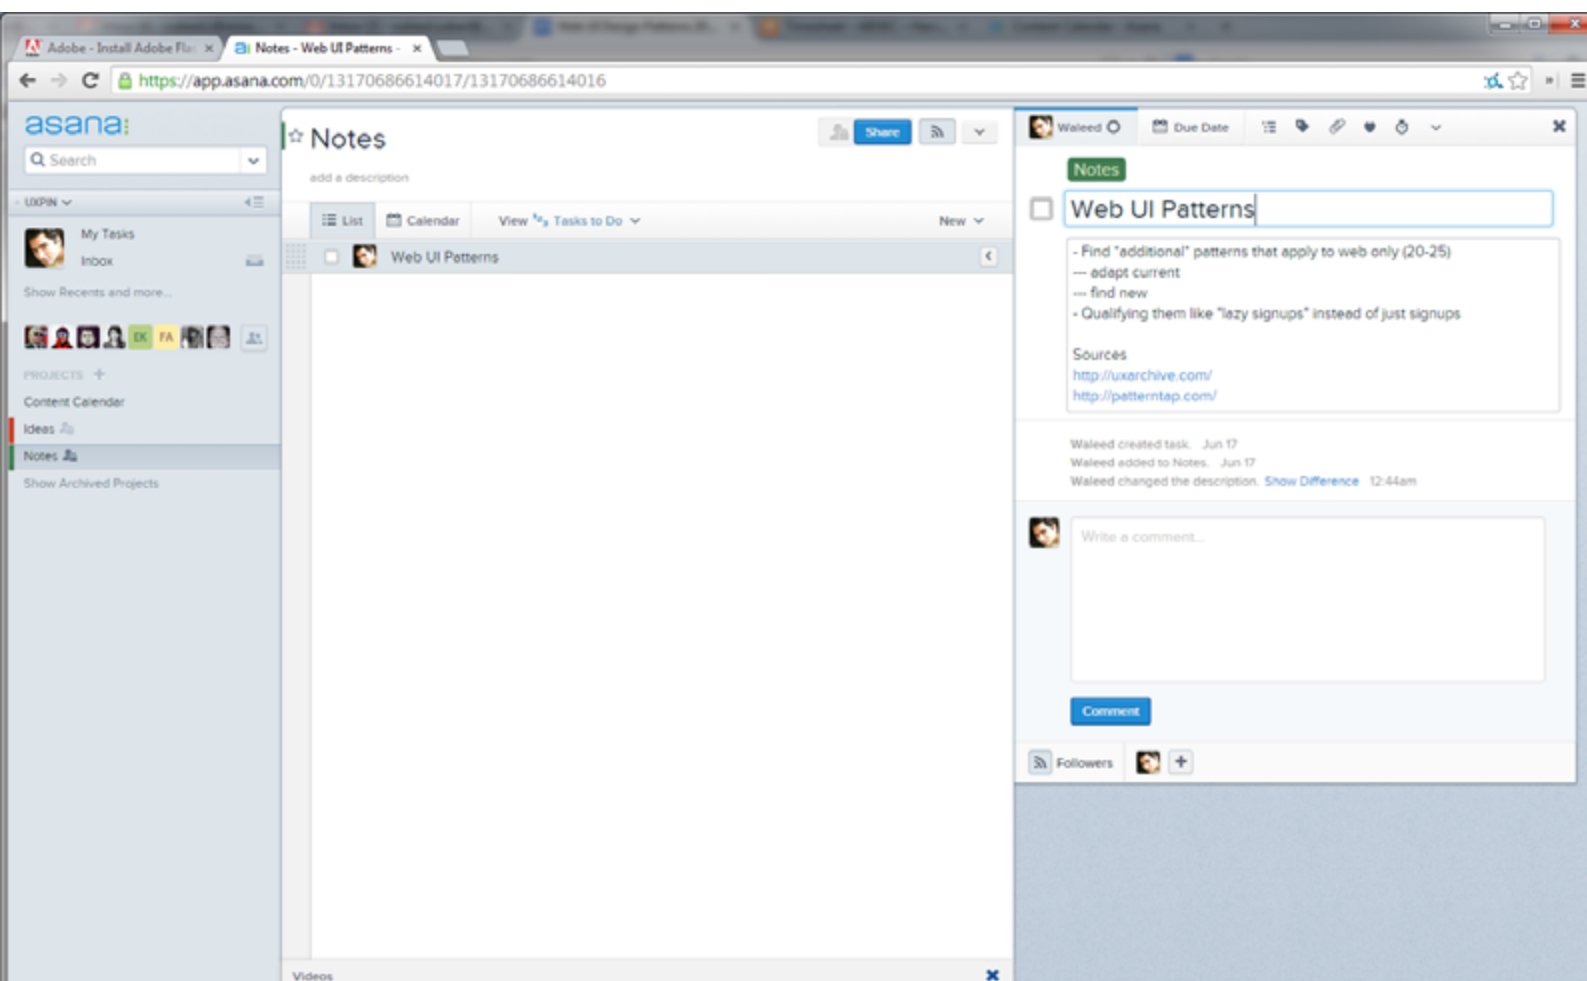 Adobe - Install Adobe Fla
Notes - Web UI Patterns -
https://app.asana.com/0/13170686614017/13170686614016
asana:
Search
UXPIN
My Tasks
Inbox
Show Recents and more...
EK
FA
PROJECTS +
Content Calendar
Ideas
Notes
Show Archived Projects
Notes
Share
add a description
List
Calendar
View
Tasks to Do
New
Web UI Patterns
Videos
Waleed
Due Date
Notes
Web UI Patterns
- Find "additional" patterns that apply to web only (20-25)
--- adapt current
--- find new
- Qualifying them like "lazy signups" instead of just signups
Sources
http://uxarchive.com/
http://patterntap.com/
Waleed created task. Jun 17
Waleed added to Notes. Jun 17
Waleed changed the description. Show Difference 12:44am
Write a comment...
Comment
Followers